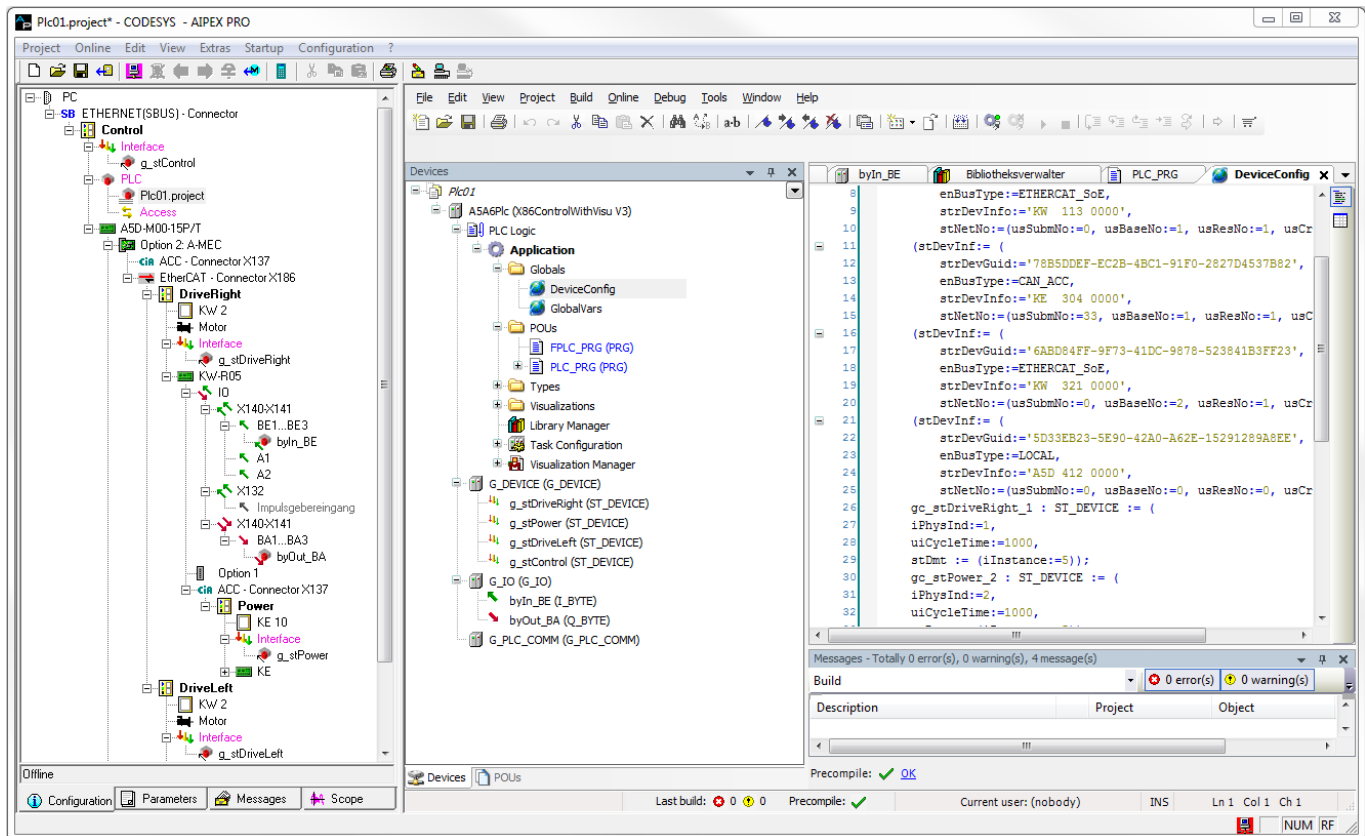 Plc01.project* - CODESYS - AIPEX PRO
Project Online Edit View Extras Startup Configuration ?
PC
SB ETHERNET(SBUS) - Connector
Control
Interface
g_stControl
PLC
Plc01.project
Access
A5D-M00-15P/T
Option 2: A-MEC
CiA ACC - Connector X137
EtherCAT - Connector X186
DriveRight
KW 2
Motor
Interface
g_stDriveRight
KW-R05
IO
X140-X141
BE1...BE3
byIn_BE
A1
A2
X132
Impulsgebereingang
X140-X141
BA1...BA3
byOut_BA
Option 1
CiA ACC - Connector X137
Power
KE 10
Interface
g_stPower
KE
DriveLeft
KW 2
Motor
Interface
g_stDriveLeft
Offline
Configuration Parameters Messages Scope
File Edit View Project Build Online Debug Tools Window Help
Devices
Plc01
A5A6Plc (X86ControlWithVisu V3)
PLC Logic
Application
Globals
DeviceConfig
GlobalVars
POUs
FPLC_PRG (PRG)
PLC_PRG (PRG)
Types
Visualizations
Library Manager
Task Configuration
Visualization Manager
G_DEVICE (G_DEVICE)
g_stDriveRight (ST_DEVICE)
g_stPower (ST_DEVICE)
g_stDriveLeft (ST_DEVICE)
g_stControl (ST_DEVICE)
G_IO (G_IO)
byIn_BE (I_BYTE)
byOut_BA (Q_BYTE)
G_PLC_COMM (G_PLC_COMM)
Devices POUs
byIn_BE Bibliotheksverwalter PLC_PRG DeviceConfig
8 enBusType:=ETHERCAT_SoE,
9 strDevInfo:='KW 113 0000',
10 stNetNo:=(usSubmNo:=0, usBaseNo:=1, usResNo:=1, usCr
11 (stDevInf:= (
12 strDevGuid:='78B5DDEF-EC2B-4BC1-91F0-2827D4537B82',
13 enBusType:=CAN_ACC,
14 strDevInfo:='KE 304 0000',
15 stNetNo:=(usSubmNo:=33, usBaseNo:=1, usResNo:=1, usC
16 (stDevInf:= (
17 strDevGuid:='6ABD84FF-9F73-41DC-9878-523841B3FF23',
18 enBusType:=ETHERCAT_SoE,
19 strDevInfo:='KW 321 0000',
20 stNetNo:=(usSubmNo:=0, usBaseNo:=2, usResNo:=1, usCr
21 (stDevInf:= (
22 strDevGuid:='5D33EB23-5E90-42A0-A62E-15291289A8EE',
23 enBusType:=LOCAL,
24 strDevInfo:='A5D 412 0000',
25 stNetNo:=(usSubmNo:=0, usBaseNo:=0, usResNo:=0, usCr
26 gc_stDriveRight_1 : ST_DEVICE := (
27 iPhysInd:=1,
28 uiCycleTime:=1000,
29 stDmt := (iInstance:=5));
30 gc_stPower_2 : ST_DEVICE := (
31 iPhysInd:=2,
32 uiCycleTime:=1000,
Messages - Totally 0 error(s), 0 warning(s), 4 message(s)
Build 0 error(s) 0 warning(s)
Description Project Object
Precompile: OK
Last build: 0 0 Precompile: Current user: (nobody) INS Ln 1 Col 1 Ch 1
NUM RF